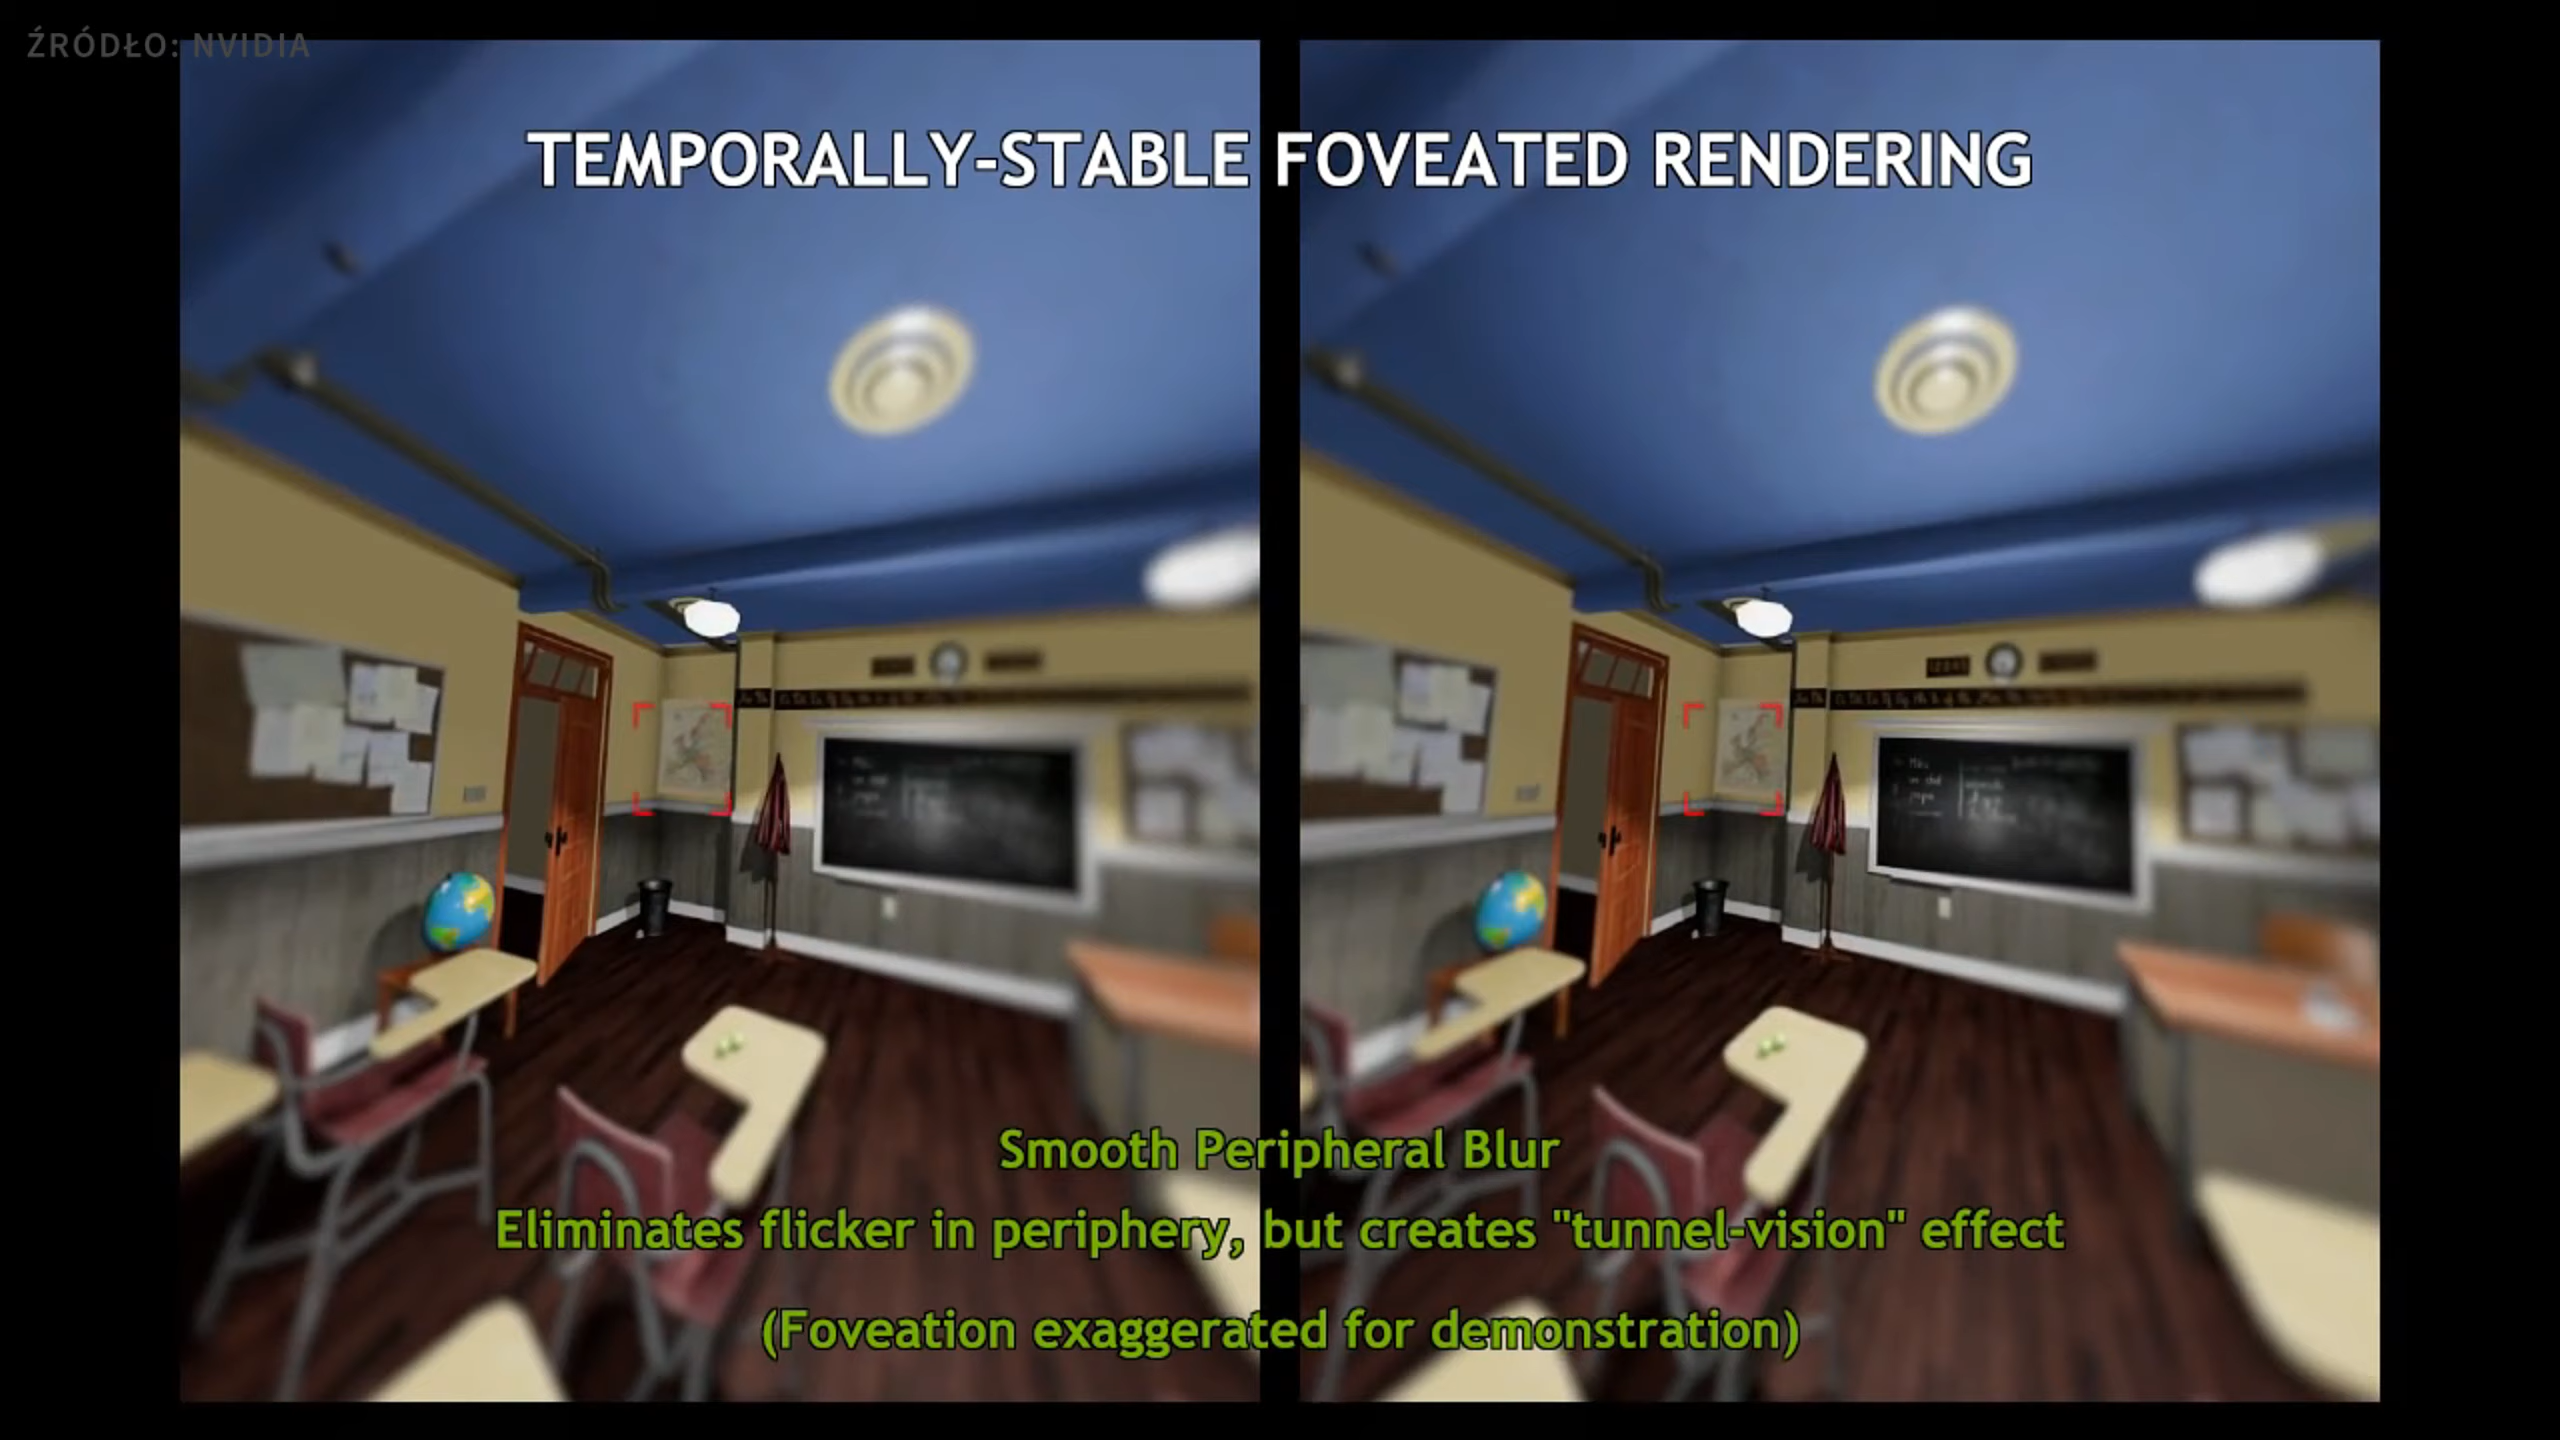 ŹRÓDŁO: NVIDIA
TEMPORALLY-STABLE FOVEATED RENDERING
Smooth Peripheral Blur
Eliminates flicker in periphery, but creates "tunnel-vision" effect
(Foveation exaggerated for demonstration)